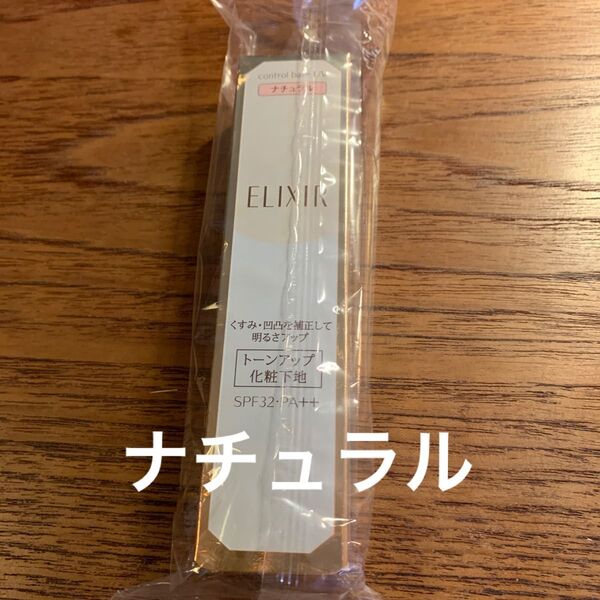 control base UV
ナチュラル
ELIXIR
くすみ・凹凸を補正して
明るさアップ
トーンアップ
化粧下地
SPF32・PA++
ナチュラル